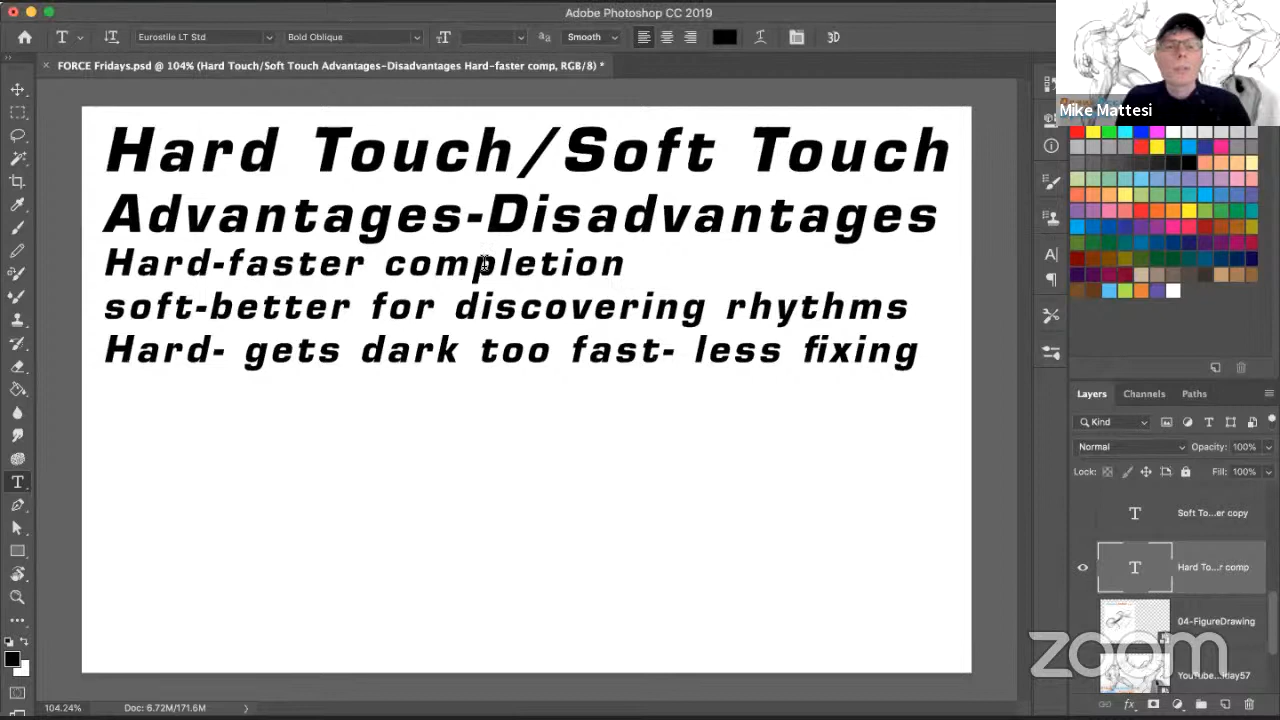 Adobe Photoshop CC 2019
Eurostile LT Std
Bold Oblique
Smooth
3D
FORCE Fridays.psd @ 104% (Hard Touch/Soft Touch Advantages-Disadvantages Hard-faster comp, RGB/8) *
Mike Mattesi
Hard Touch/Soft Touch
Advantages-Disadvantages
Hard-faster completion
soft-better for discovering rhythms
Hard- gets dark too fast- less fixing
Layers Channels Paths
Kind
Normal Opacity: 100%
Lock: Fill: 100%
Soft To...er copy
Hard To...r comp
04-FigureDrawing
zoom
104.24% Doc: 6.72M/171.6M